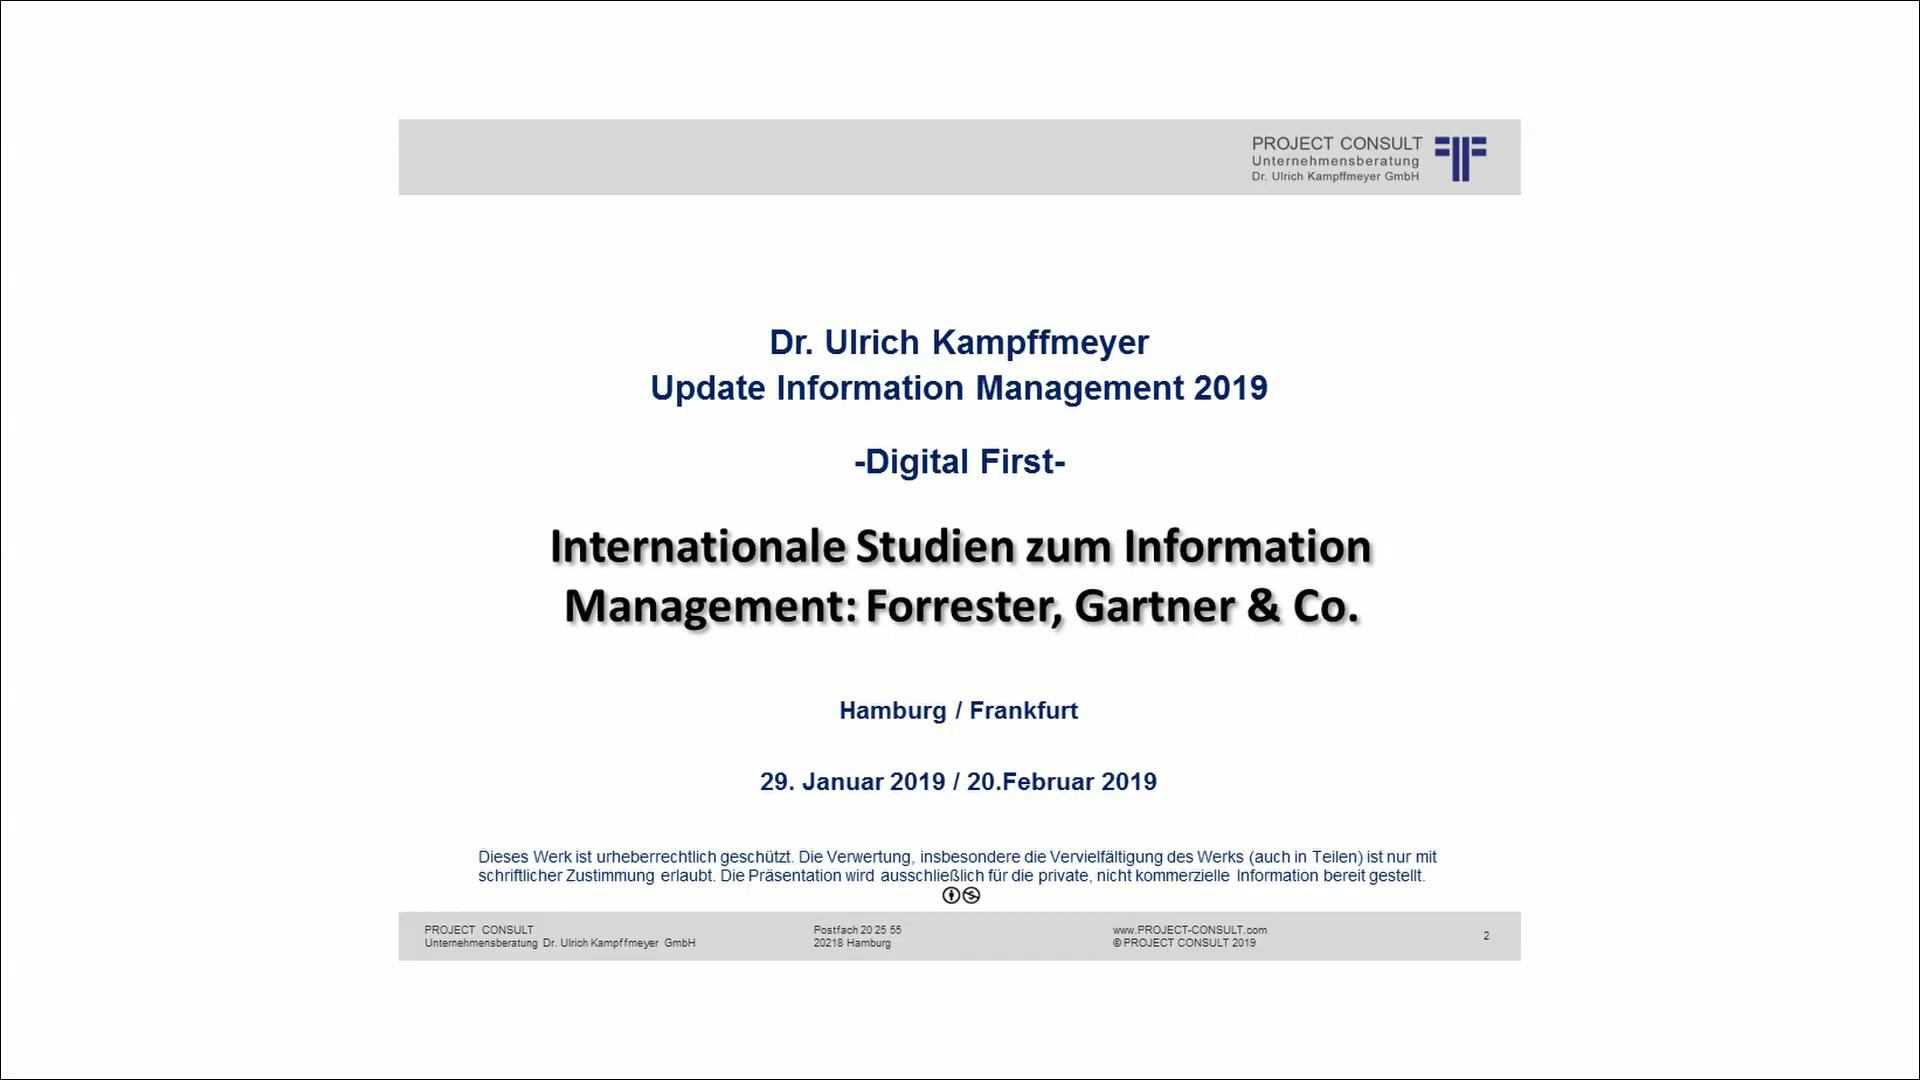 PROJECT CONSULT
Unternehmensberatung
Dr. Ulrich Kampffmeyer GmbH
Dr. Ulrich Kampffmeyer
Update Information Management 2019
-Digital First-
Internationale Studien zum Information
Management: Forrester, Gartner & Co.
Hamburg / Frankfurt
29. Januar 2019 / 20.Februar 2019
Dieses Werk ist urheberrechtlich geschützt. Die Verwertung, insbesondere die Vervielfältigung des Werks (auch in Teilen) ist nur mit
schriftlicher Zustimmung erlaubt. Die Präsentation wird ausschließlich für die private, nicht kommerzielle Information bereit gestellt.
PROJECT CONSULT
Unternehmensberatung Dr. Ulrich Kampffmeyer GmbH
Postfach 20 25 55
20218 Hamburg
www.PROJECT-CONSULT.com
© PROJECT CONSULT 2019
2